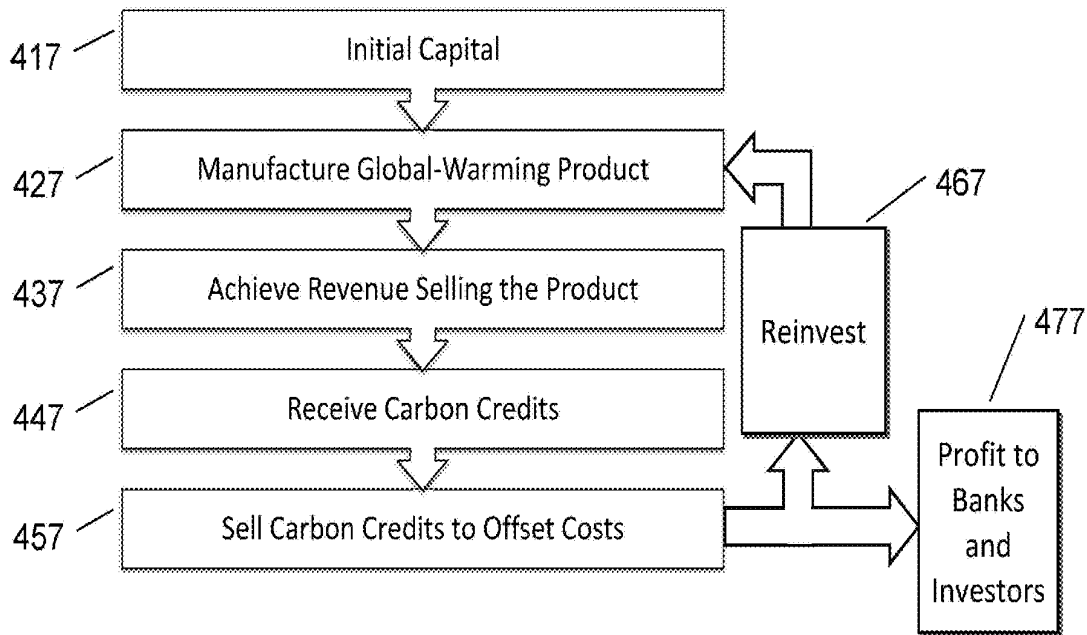 417
Initial Capital
427
Manufacture Global-Warming Product
467
437
Achieve Revenue Selling the Product
Reinvest
477
447
Receive Carbon Credits
457
Sell Carbon Credits to Offset Costs
Profit to
Banks
and
Investors